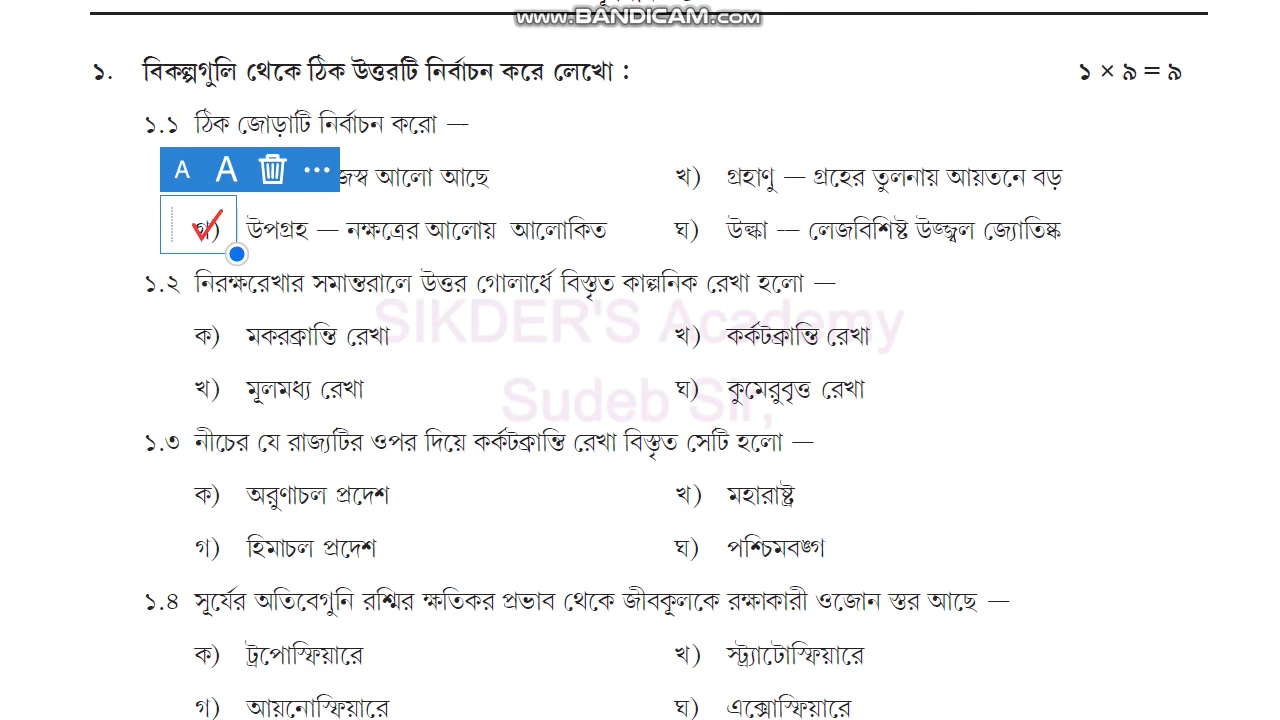 www.BANDICAM.com
১. বিকল্পগুলি থেকে ঠিক উত্তরটি নির্বাচন করে লেখো : ১ × ৯ = ৯
১.১ ঠিক জোড়াটি নির্বাচন করো —
A A ... আলো আছে খ) গ্রহাণু — গ্রহের তুলনায় আয়তনে বড়
গ) উপগ্রহ — নক্ষত্রের আলোয় আলোকিত ঘ) উল্কা –– লেজবিশিষ্ট উজ্জ্বল জ্যোতিষ্ক
১.২ নিরক্ষরেখার সমান্তরালে উত্তর গোলার্ধে বিস্তৃত কাল্পনিক রেখা হলো —
SIKDER'S Academy
ক) মকরক্রান্তি রেখা খ) কর্কটক্রান্তি রেখা
খ) মূলমধ্য রেখা ঘ) কুমেরুবৃত্ত রেখা
Sudeb Sir,
১.৩ নীচের যে রাজ্যটির ওপর দিয়ে কর্কটক্রান্তি রেখা বিস্তৃত সেটি হলো —
ক) অরুণাচল প্রদেশ খ) মহারাষ্ট্র
গ) হিমাচল প্রদেশ ঘ) পশ্চিমবঙ্গ
১.৪ সূর্যের অতিবেগুনি রশ্মির ক্ষতিকর প্রভাব থেকে জীবকূলকে রক্ষাকারী ওজোন স্তর আছে —
ক) ট্রপোস্ফিয়ারে খ) স্ট্র্যাটোস্ফিয়ারে
গ) আয়নোস্ফিয়ারে ঘ) এক্সোস্ফিয়ারে